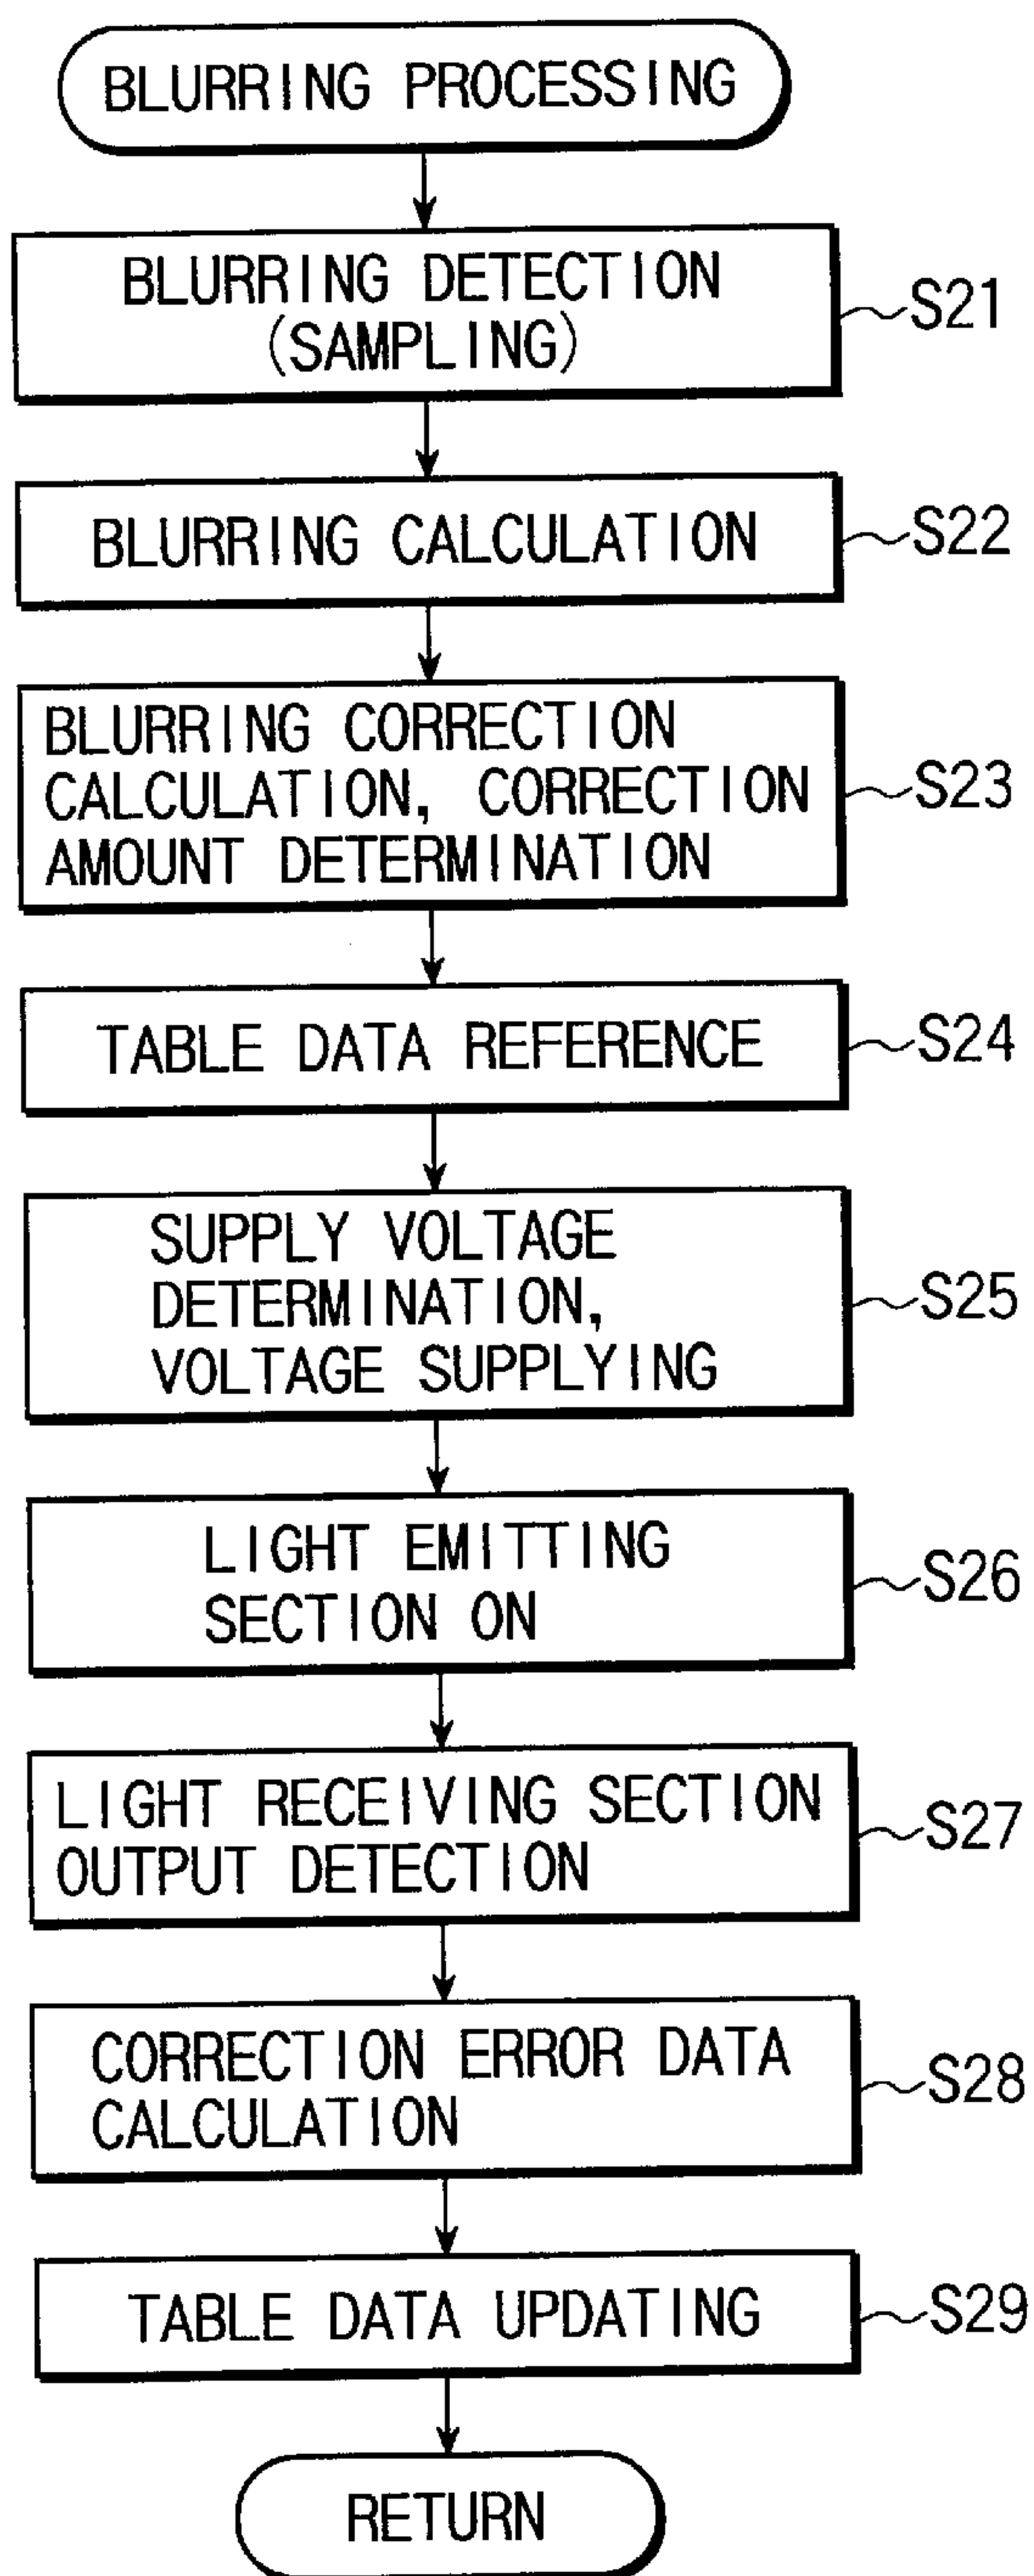 BLURRING PROCESSING
BLURRING DETECTION
(SAMPLING)
S21
BLURRING CALCULATION
S22
BLURRING CORRECTION
CALCULATION, CORRECTION
AMOUNT DETERMINATION
S23
TABLE DATA REFERENCE
S24
SUPPLY VOLTAGE
DETERMINATION,
VOLTAGE SUPPLYING
S25
LIGHT EMITTING
SECTION ON
S26
LIGHT RECEIVING SECTION
OUTPUT DETECTION
S27
CORRECTION ERROR DATA
CALCULATION
S28
TABLE DATA UPDATING
S29
RETURN